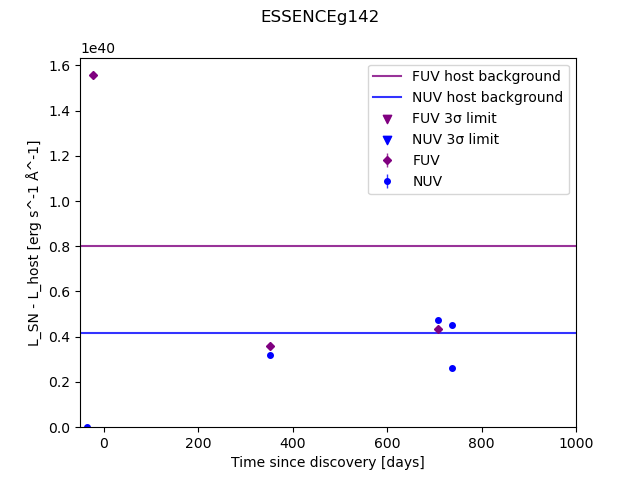 ESSENCEg142
1e40
1.6
1.4
1.2
1.0
0.8
0.6
0.4
0.2
0.0
L_SN - L_host [erg s^-1 Å^-1]
FUV host background
NUV host background
FUV 3σ limit
NUV 3σ limit
FUV
NUV
0 200 400 600 800 1000
Time since discovery [days]